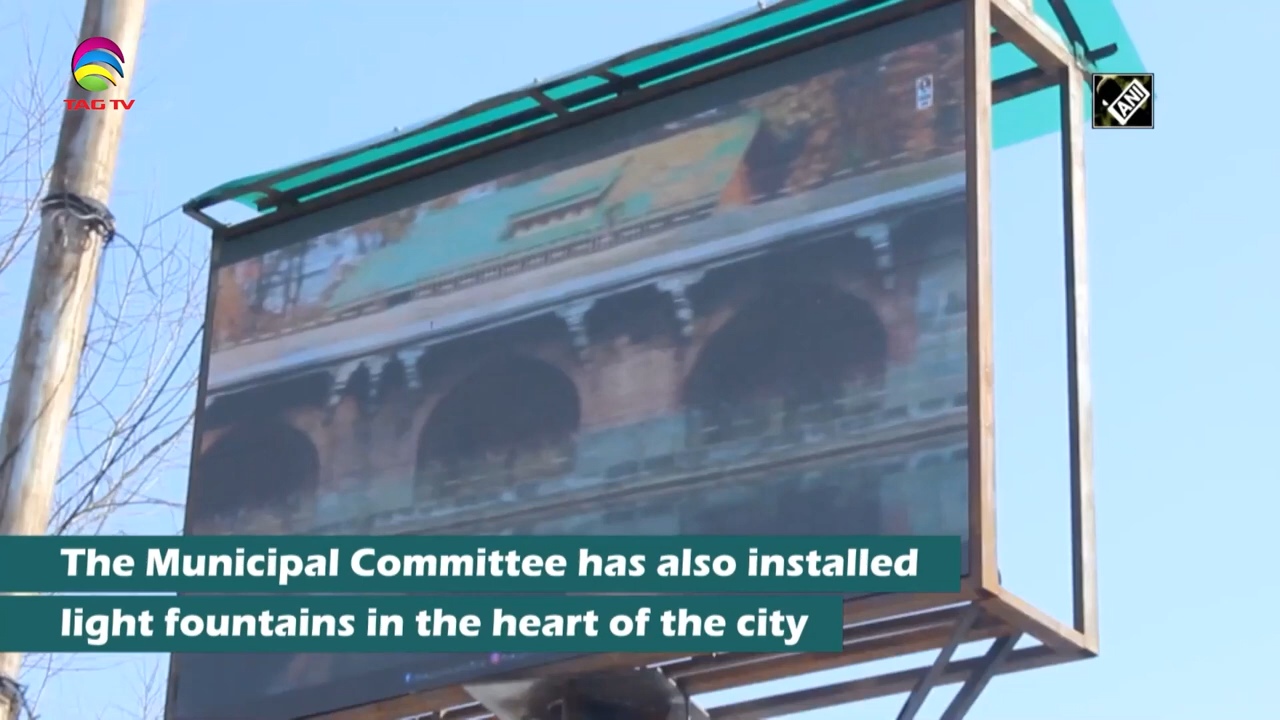 TAG TV
ANI
The Municipal Committee has also installed
light fountains in the heart of the city